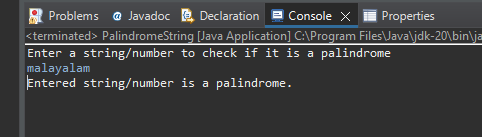 Problems @ Javadoc Declaration Console × Properties
<terminated> PalindromeString [Java Application] C:\Program Files\Java\jdk-20\bin\ja
Enter a string/number to check if it is a palindrome
malayalam
Entered string/number is a palindrome.